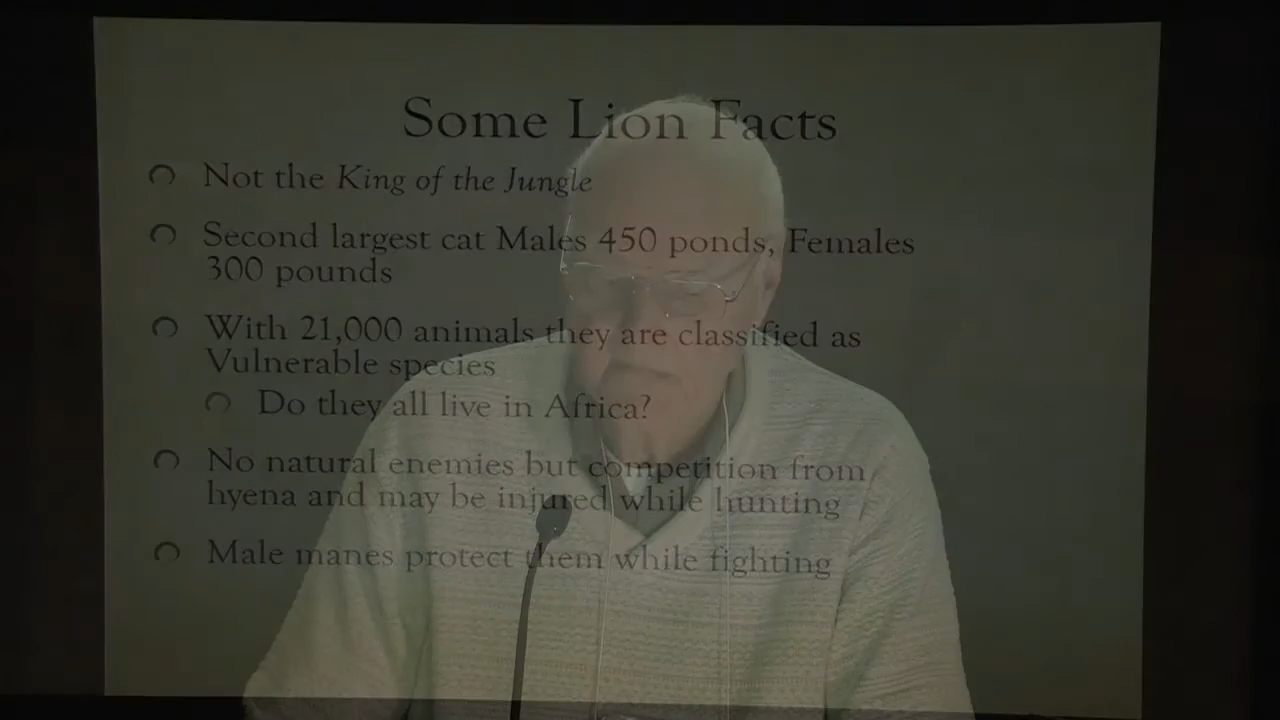 Some Lion Facts
Not the King of the Jungle
Second largest cat Males 450 ponds, Females
300 pounds
With 21,000 animals they are classified as
Vulnerable species
Do they all live in Africa?
No natural enemies but competition from
hyena and may be injured while hunting
Male manes protect them while fighting